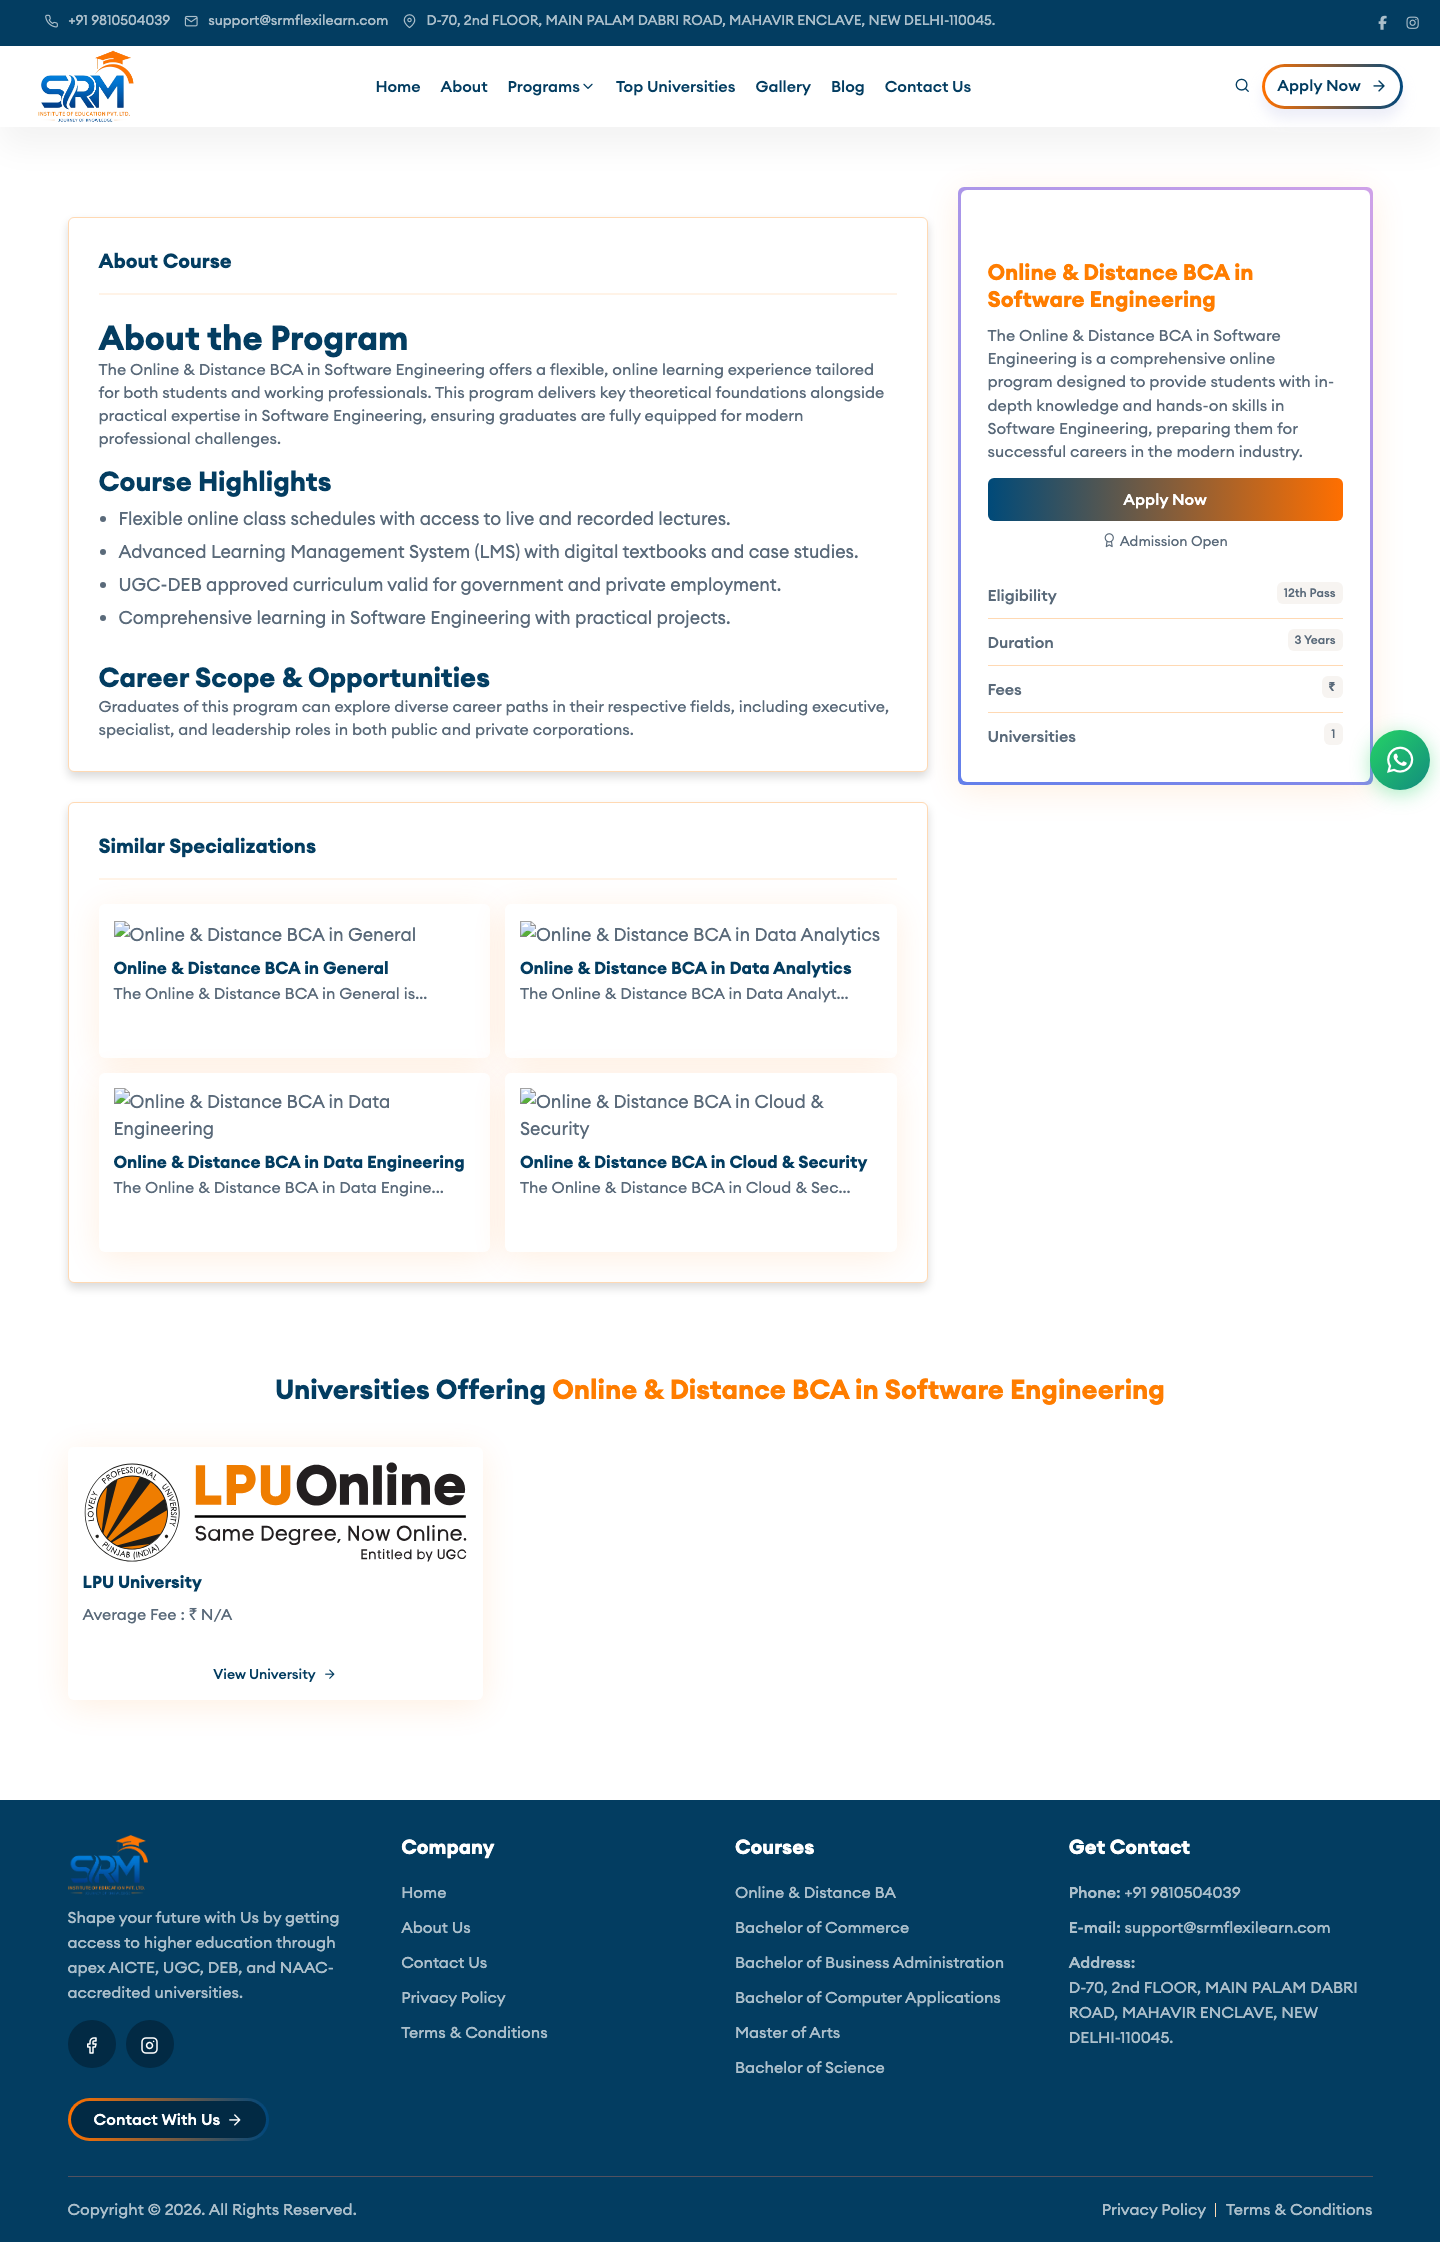 +91 9810504039 support@srmflexilearn.com D-70, 2nd FLOOR, MAIN PALAM DABRI ROAD, MAHAVIR ENCLAVE, NEW DELHI-110045.
SRM
INSTITUTE OF EDUCATION PVT. LTD.
JOURNEY OF KNOWLEDGE
Home About Programs Top Universities Gallery Blog Contact Us
Apply Now
About Course
About the Program
The Online & Distance BCA in Software Engineering offers a flexible, online learning experience tailored
for both students and working professionals. This program delivers key theoretical foundations alongside
practical expertise in Software Engineering, ensuring graduates are fully equipped for modern
professional challenges.
Course Highlights
• Flexible online class schedules with access to live and recorded lectures.
• Advanced Learning Management System (LMS) with digital textbooks and case studies.
• UGC-DEB approved curriculum valid for government and private employment.
• Comprehensive learning in Software Engineering with practical projects.
Career Scope & Opportunities
Graduates of this program can explore diverse career paths in their respective fields, including executive,
specialist, and leadership roles in both public and private corporations.
Online & Distance BCA in
Software Engineering
The Online & Distance BCA in Software
Engineering is a comprehensive online
program designed to provide students with in-
depth knowledge and hands-on skills in
Software Engineering, preparing them for
successful careers in the modern industry.
Apply Now
Admission Open
Eligibility 12th Pass
Duration 3 Years
Fees ₹
Universities 1
Similar Specializations
Online & Distance BCA in General
Online & Distance BCA in General
The Online & Distance BCA in General is...
Online & Distance BCA in Data Analytics
Online & Distance BCA in Data Analytics
The Online & Distance BCA in Data Analyt...
Online & Distance BCA in Data
Engineering
Online & Distance BCA in Data Engineering
The Online & Distance BCA in Data Engine...
Online & Distance BCA in Cloud &
Security
Online & Distance BCA in Cloud & Security
The Online & Distance BCA in Cloud & Sec...
Universities Offering Online & Distance BCA in Software Engineering
LOVELY PROFESSIONAL UNIVERSITY
PUNJAB (INDIA)
LPUOnline
Same Degree, Now Online.
Entitled by UGC
LPU University
Average Fee : ₹ N/A
View University
SRM
INSTITUTE OF EDUCATION PVT. LTD.
Shape your future with Us by getting
access to higher education through
apex AICTE, UGC, DEB, and NAAC-
accredited universities.
Contact With Us
Company
Home
About Us
Contact Us
Privacy Policy
Terms & Conditions
Courses
Online & Distance BA
Bachelor of Commerce
Bachelor of Business Administration
Bachelor of Computer Applications
Master of Arts
Bachelor of Science
Get Contact
Phone: +91 9810504039
E-mail: support@srmflexilearn.com
Address:
D-70, 2nd FLOOR, MAIN PALAM DABRI
ROAD, MAHAVIR ENCLAVE, NEW
DELHI-110045.
Copyright © 2026. All Rights Reserved.
Privacy Policy | Terms & Conditions